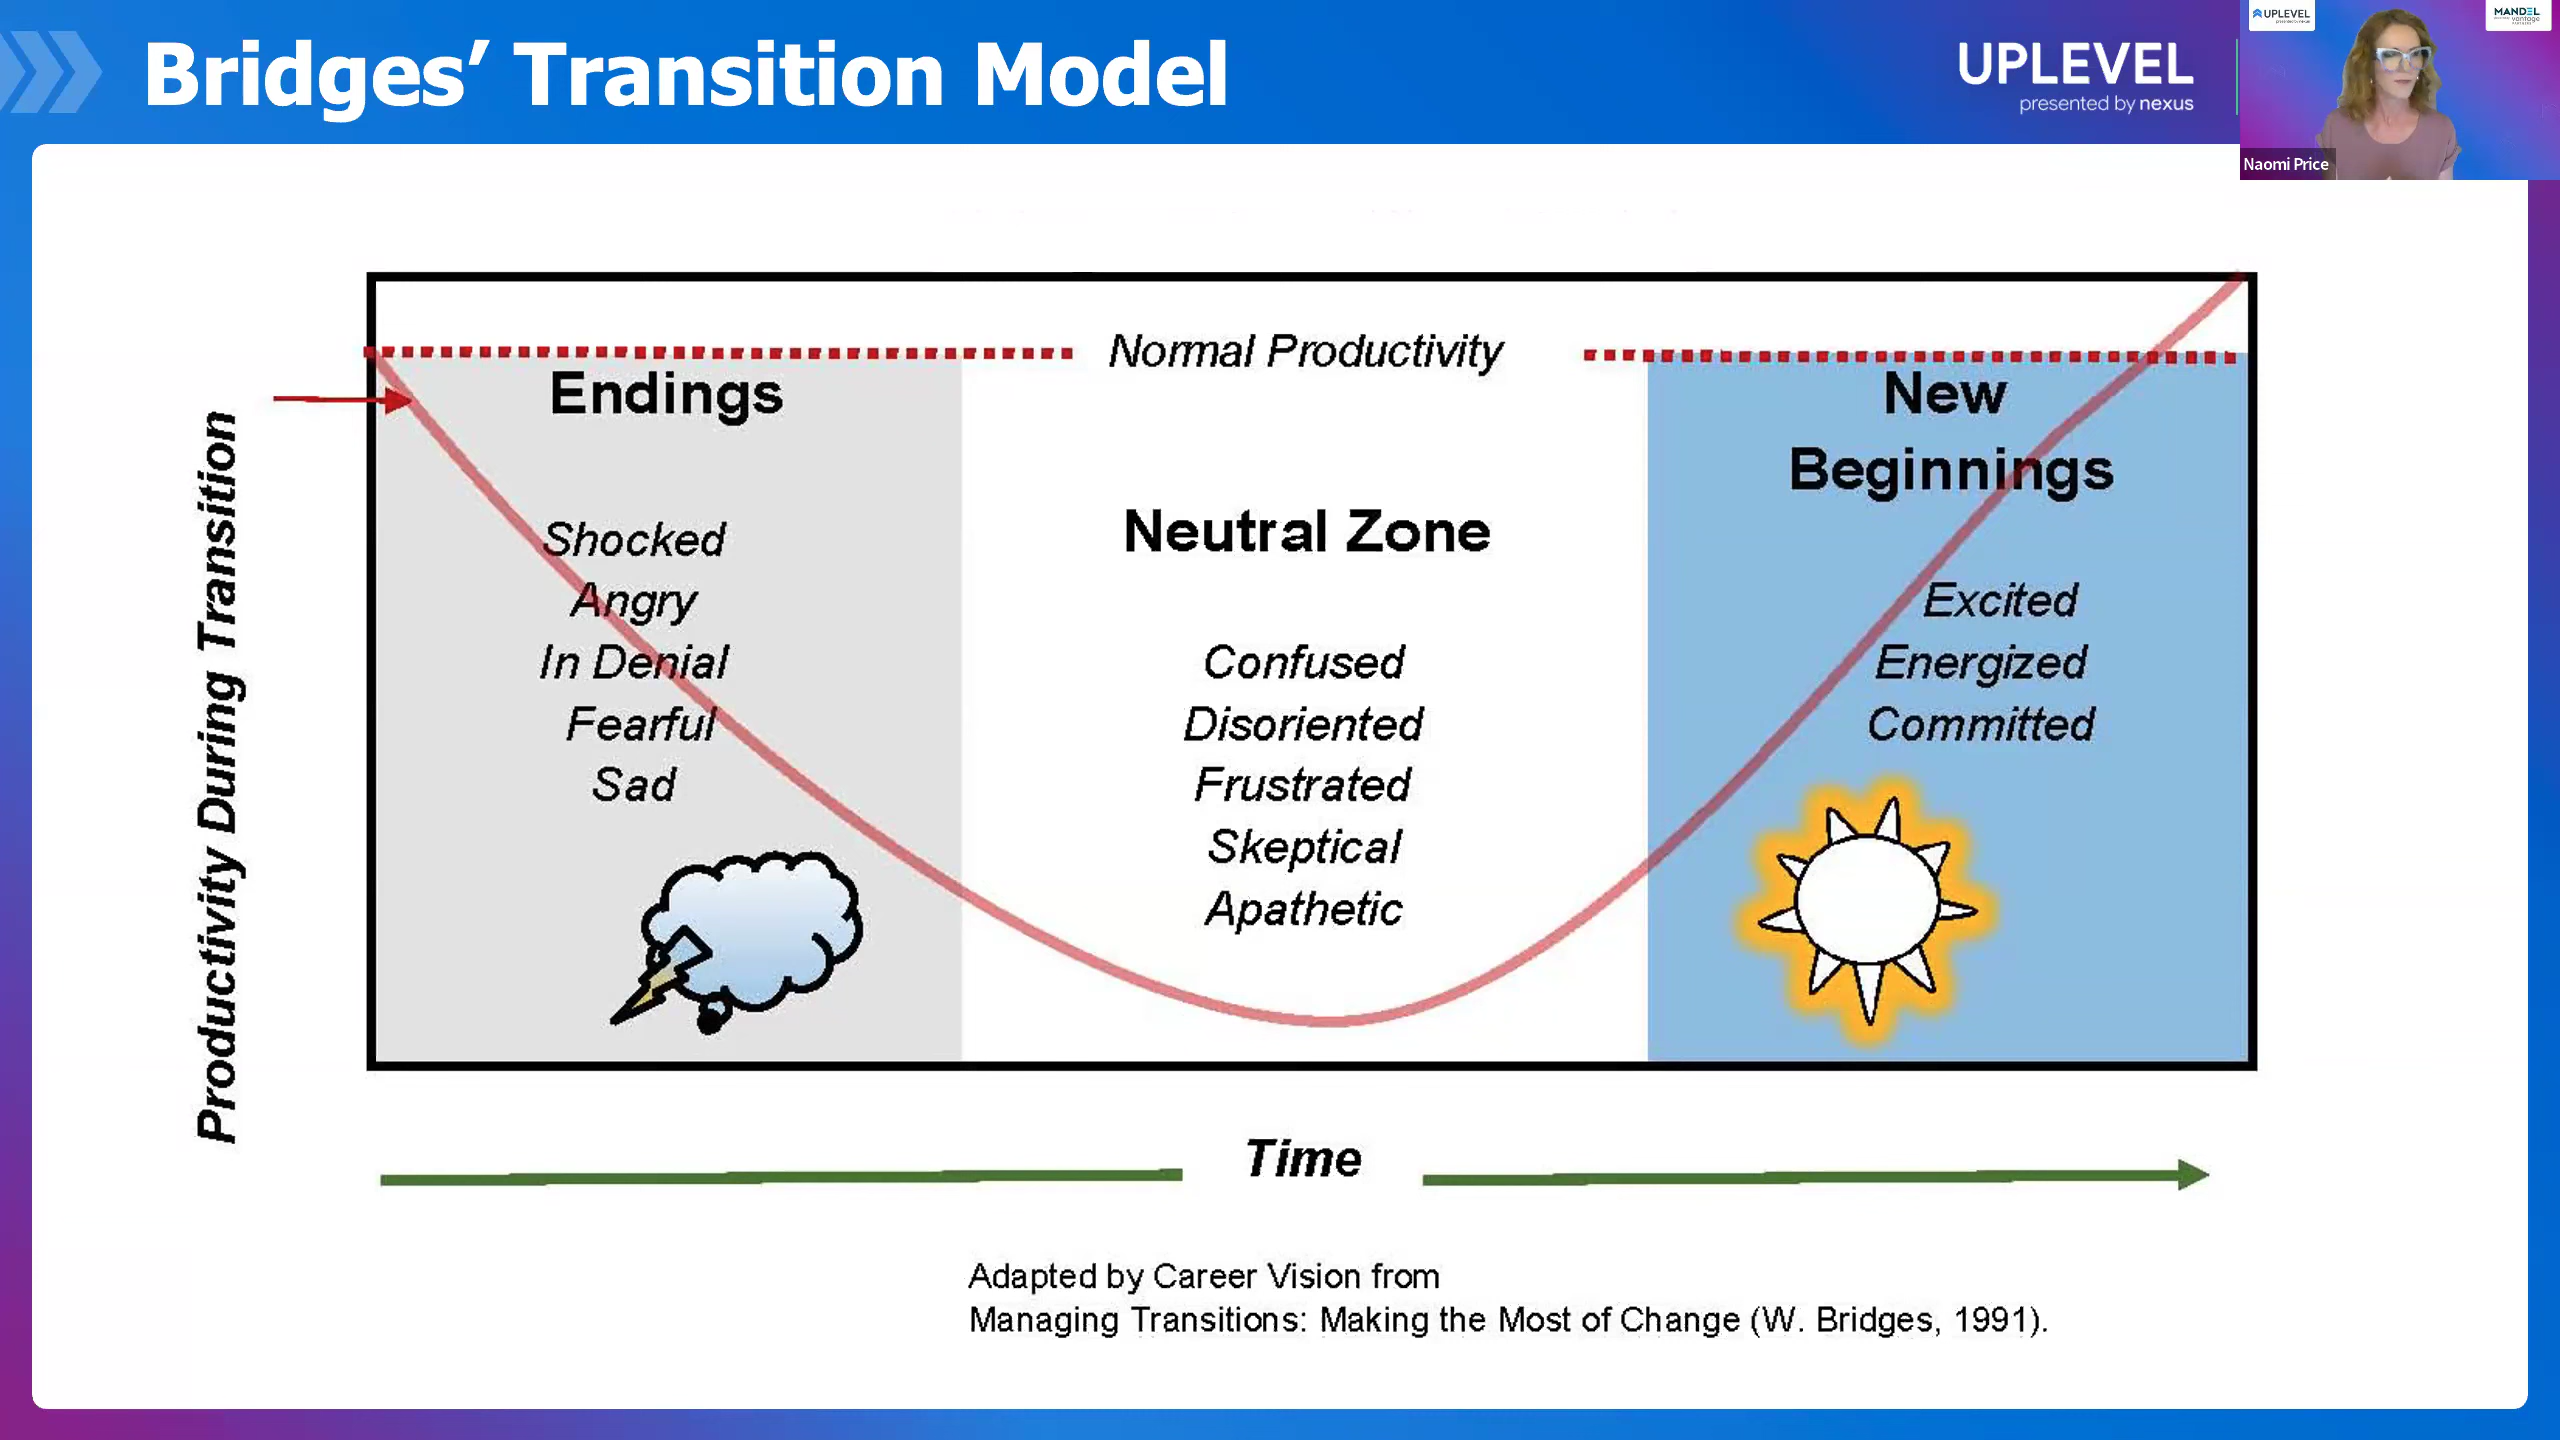 Bridges’ Transition Model
UPLEVEL
presented by nexus
UPLEVEL
MANDEL
vantage
Naomi Price
Normal Productivity
Endings
Shocked
Angry
In Denial
Fearful
Sad
Neutral Zone
Confused
Disoriented
Frustrated
Skeptical
Apathetic
New
Beginnings
Excited
Energized
Committed
Productivity During Transition
Time
Adapted by Career Vision from
Managing Transitions: Making the Most of Change (W. Bridges, 1991).